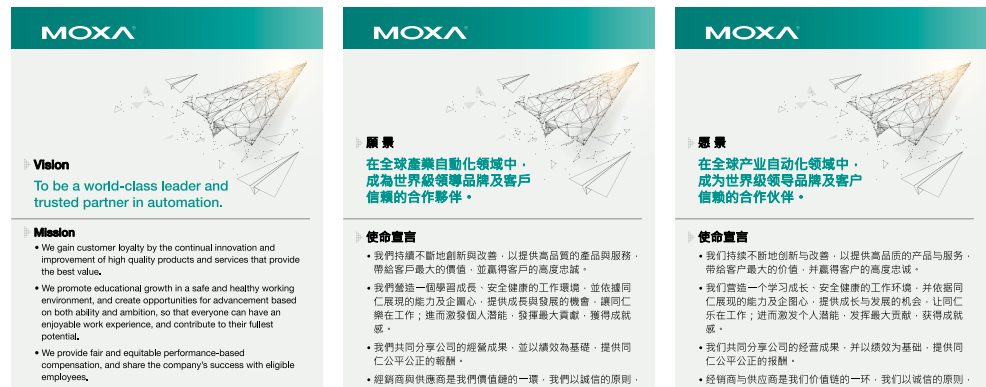 MOXA
Vision
To be a world-class leader and
trusted partner in automation.
Mission
• We gain customer loyalty by the continual innovation and
improvement of high quality products and services that provide
the best value.
• We promote educational growth in a safe and healthy working
environment, and create opportunities for advancement based
on both ability and ambition, so that everyone can have an
enjoyable work experience, and contribute to their fullest
potential.
• We provide fair and equitable performance-based
compensation, and share the company's success with eligible
employees.
MOXA
願景
在全球產業自動化領域中，
成為世界級領導品牌及客戶
信賴的合作夥伴。
使命宣言
• 我們持續不斷地創新與改善，以提供高品質的產品與服務，
帶給客戶最大的價值，並贏得客戶的高度忠誠。
• 我們營造一個學習成長、安全健康的工作環境，並依據同
仁展現的能力及企圖心，提供成長與發展的機會，讓同仁
樂在工作；進而激發個人潛能，發揮最大貢獻，獲得成就
感。
• 我們共同分享公司的經營成果，並以績效為基礎，提供同
仁公平公正的報酬。
• 經銷商與供應商是我們價值鏈的一環，我們以誠信的原則，
MOXA
愿景
在全球产业自动化领域中，
成为世界级领导品牌及客户
信赖的合作伙伴。
使命宣言
• 我们持续不断地创新与改善，以提供高品质的产品与服务，
带给客户最大的价值，并赢得客户的高度忠诚。
• 我们营造一个学习成长、安全健康的工作环境，并依据同
仁展现的能力及企图心，提供成长与发展的机会，让同仁
乐在工作；进而激发个人潜能，发挥最大贡献，获得成就
感。
• 我们共同分享公司的经营成果，并以绩效为基础，提供同
仁公平公正的报酬。
• 经销商与供应商是我们价值链的一环，我们以诚信的原则，